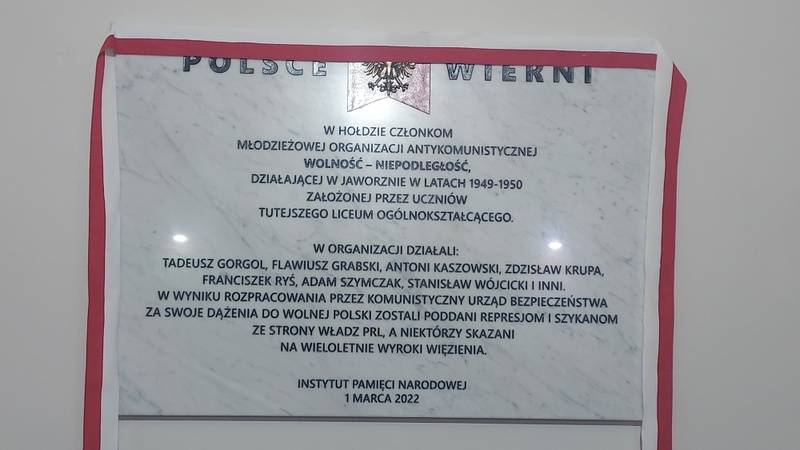 POLSCE WIERNI
W HOŁDZIE CZŁONKOM
MŁODZIEŻOWEJ ORGANIZACJI ANTYKOMUNISTYCZNEJ
WOLNOŚĆ – NIEPODLEGŁOŚĆ,
DZIAŁAJĄCEJ W JAWORZNIE W LATACH 1949-1950
ZAŁOŻONEJ PRZEZ UCZNIÓW
TUTEJSZEGO LICEUM OGÓLNOKSZTAŁCĄCEGO.
W ORGANIZACJI DZIAŁALI:
TADEUSZ GORGOL, FLAWIUSZ GRABSKI, ANTONI KASZOWSKI, ZDZISŁAW KRUPA,
FRANCISZEK RYŚ, ADAM SZYMCZAK, STANISŁAW WÓJCICKI I INNI.
W WYNIKU ROZPRACOWANIA PRZEZ KOMUNISTYCZNY URZĄD BEZPIECZEŃSTWA
ZA SWOJE DĄŻENIA DO WOLNEJ POLSKI ZOSTALI PODDANI REPRESJOM I SZYKANOM
ZE STRONY WŁADZ PRL, A NIEKTÓRZY SKAZANI
NA WIELOLETNIE WYROKI WIĘZIENIA.
INSTYTUT PAMIĘCI NARODOWEJ
1 MARCA 2022